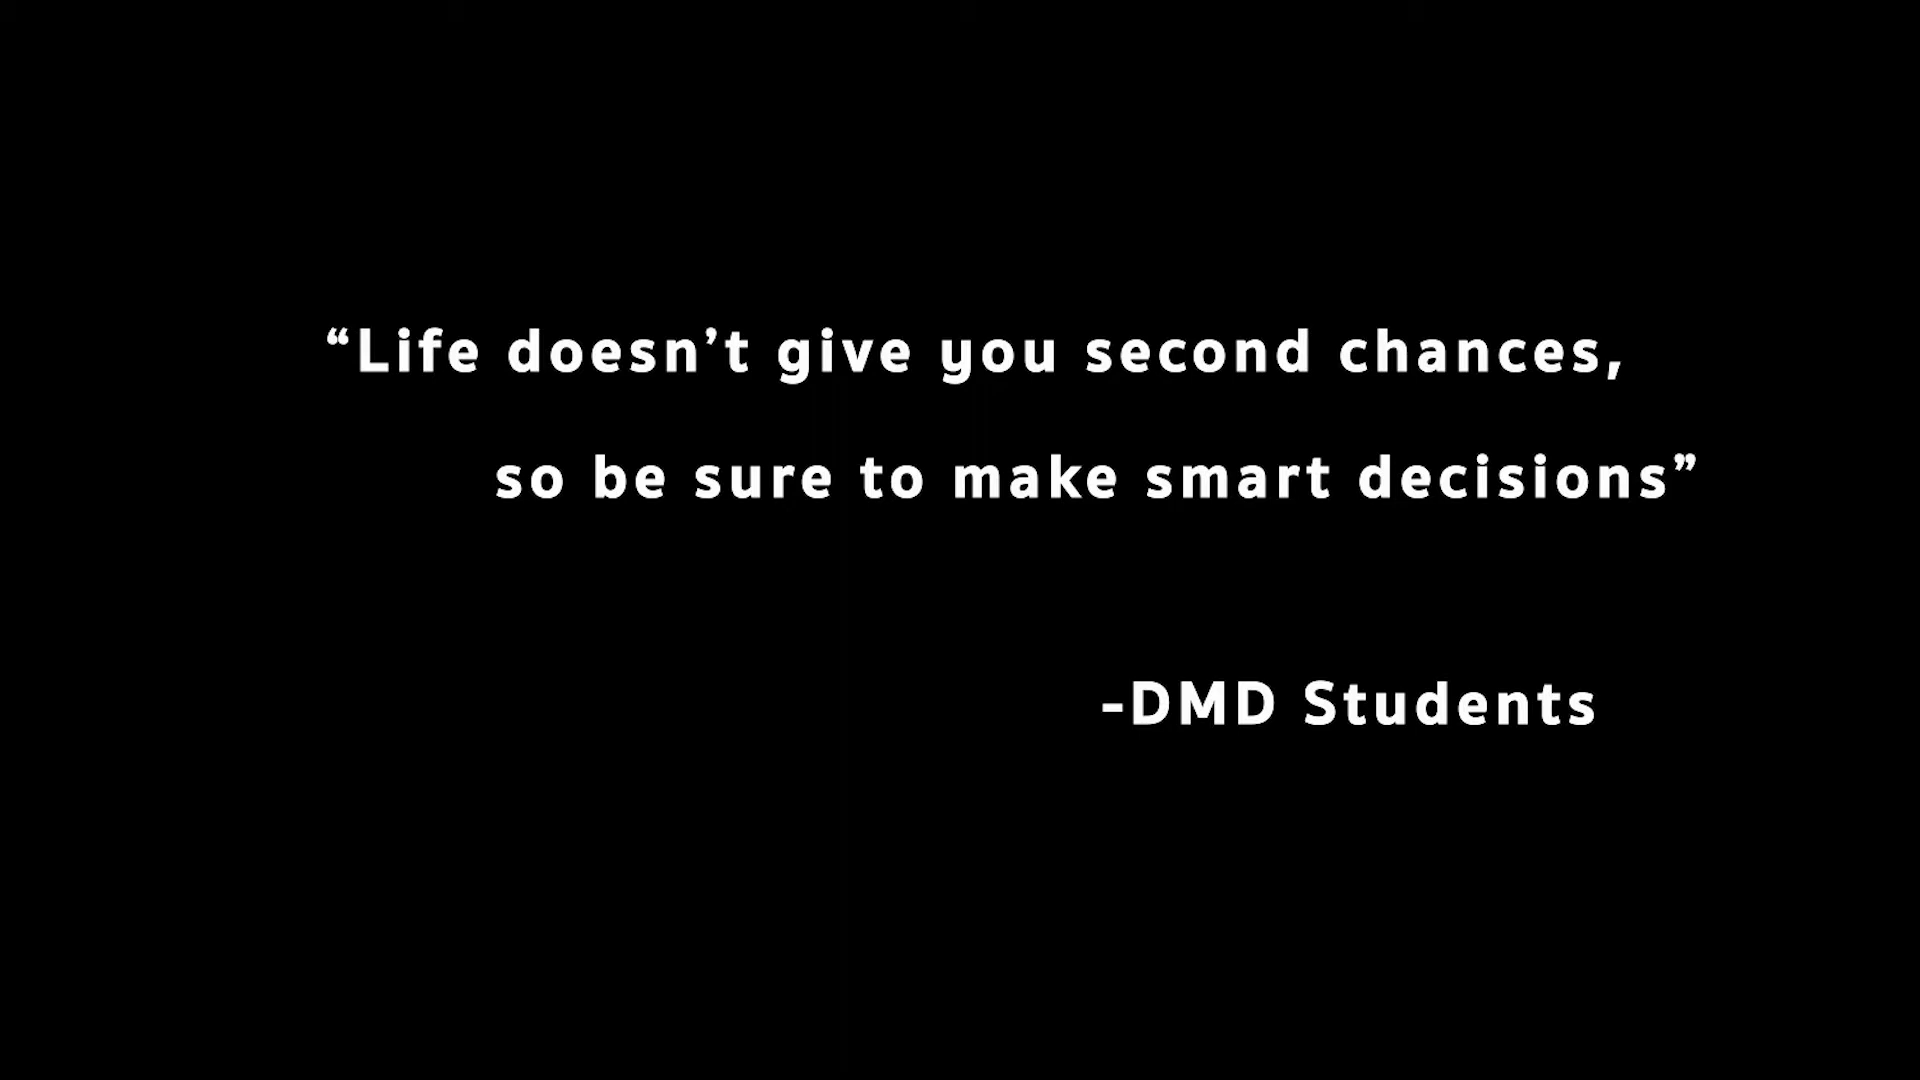 “Life doesn’t give you second chances,
so be sure to make smart decisions”
-DMD Students